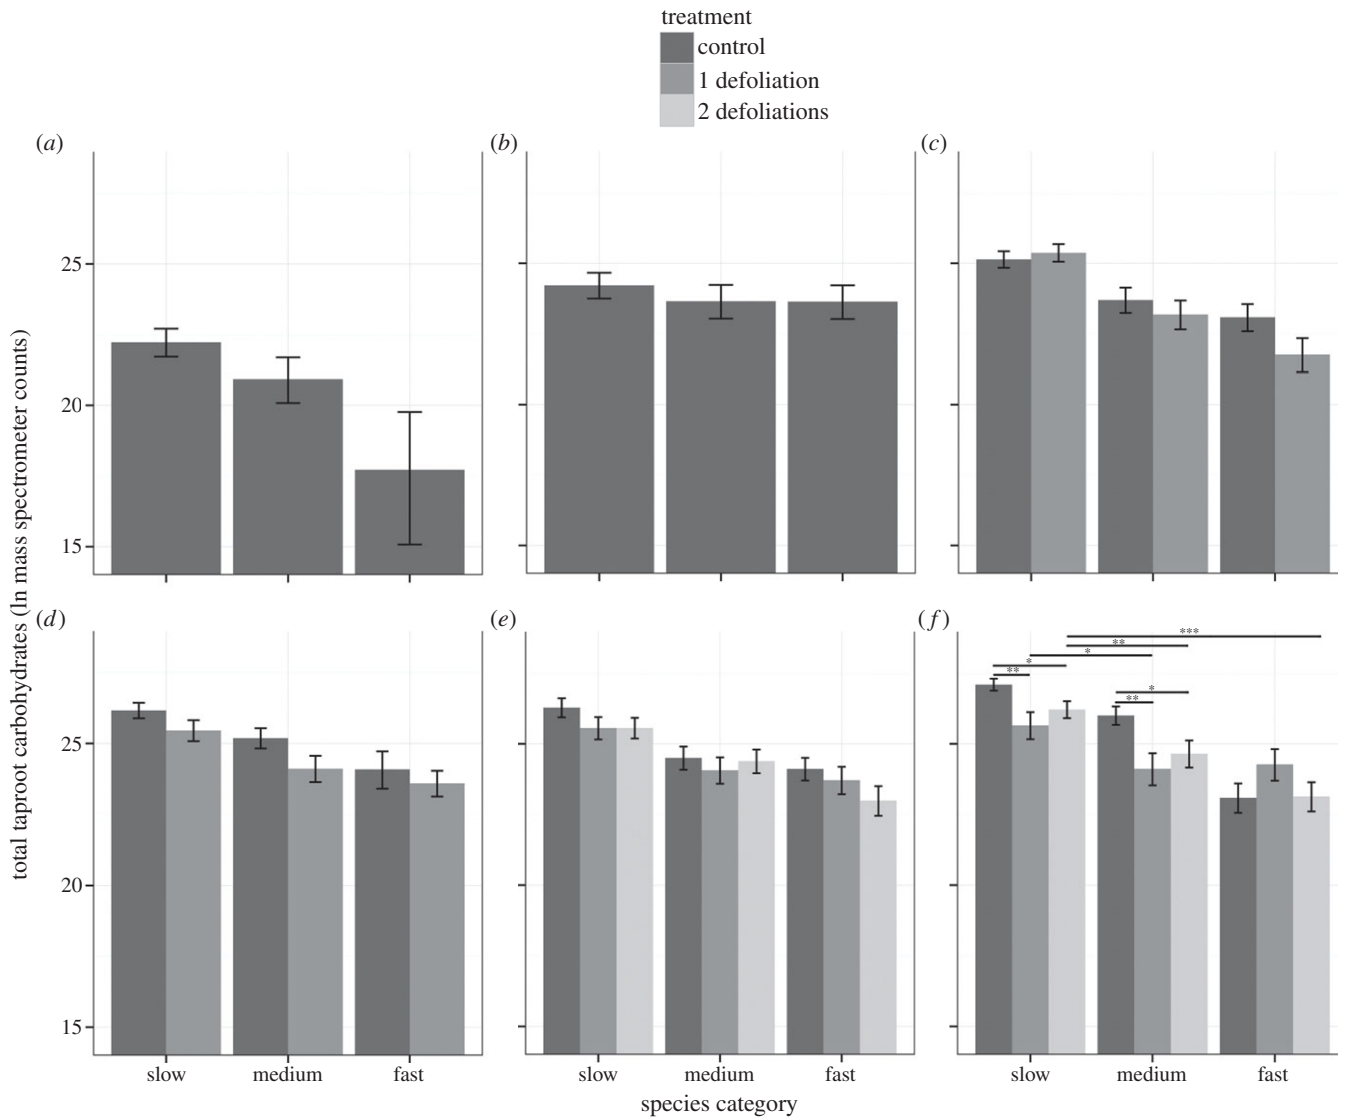 treatment
control
1 defoliation
2 defoliations
(a)
(b)
(c)
25
20
15
total taproot carbohydrates (ln mass spectrometer counts)
(d)
(e)
(f)
***
**
*
*
**
*
**
25
20
15
slow medium fast
slow medium fast
slow medium fast
species category